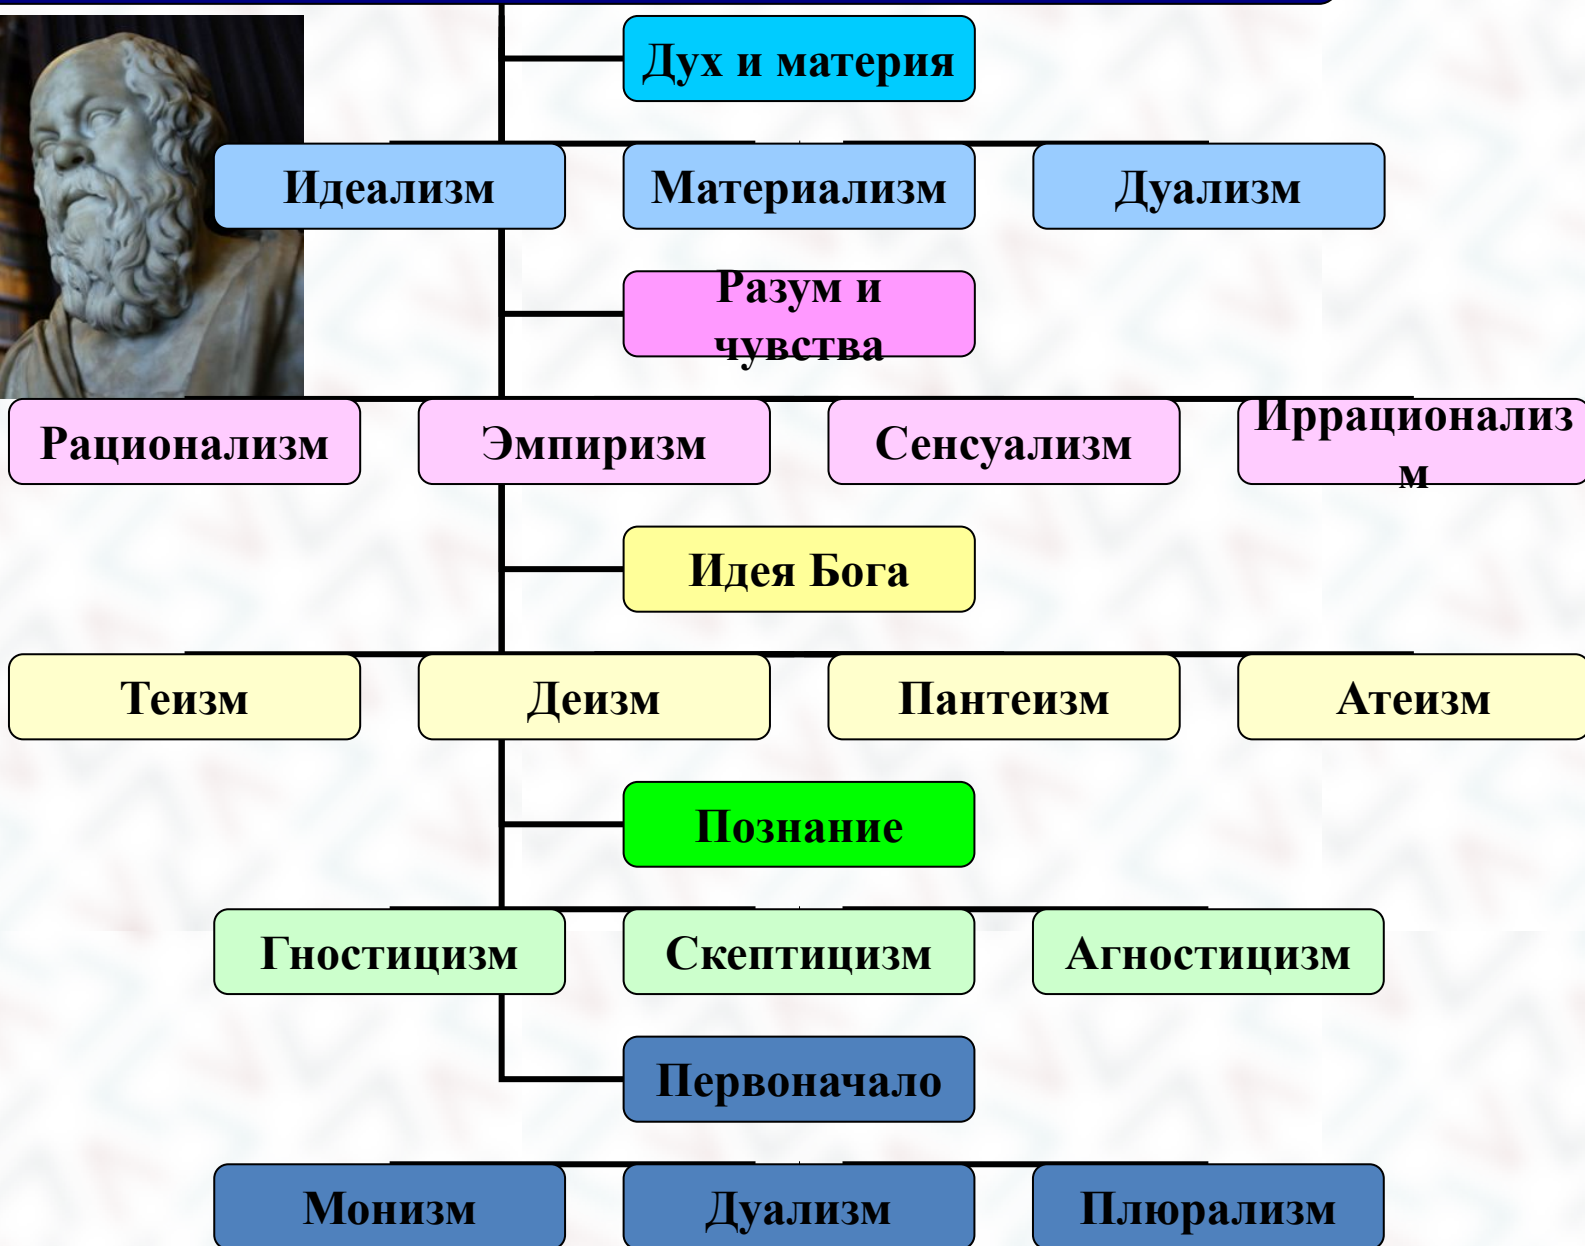 Дух и материя
Идеализм
Материализм
Дуализм
Разум и
чувства
Рационализм
Эмпиризм
Сенсуализм
Иррационализ
м
Идея Бога
Теизм
Деизм
Пантеизм
Атеизм
Познание
Гностицизм
Скептицизм
Агностицизм
Первоначало
Монизм
Дуализм
Плюрализм